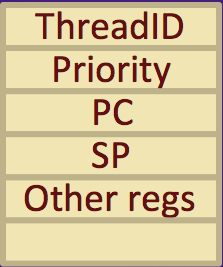 ThreadID
Priority
PC
SP
Other regs